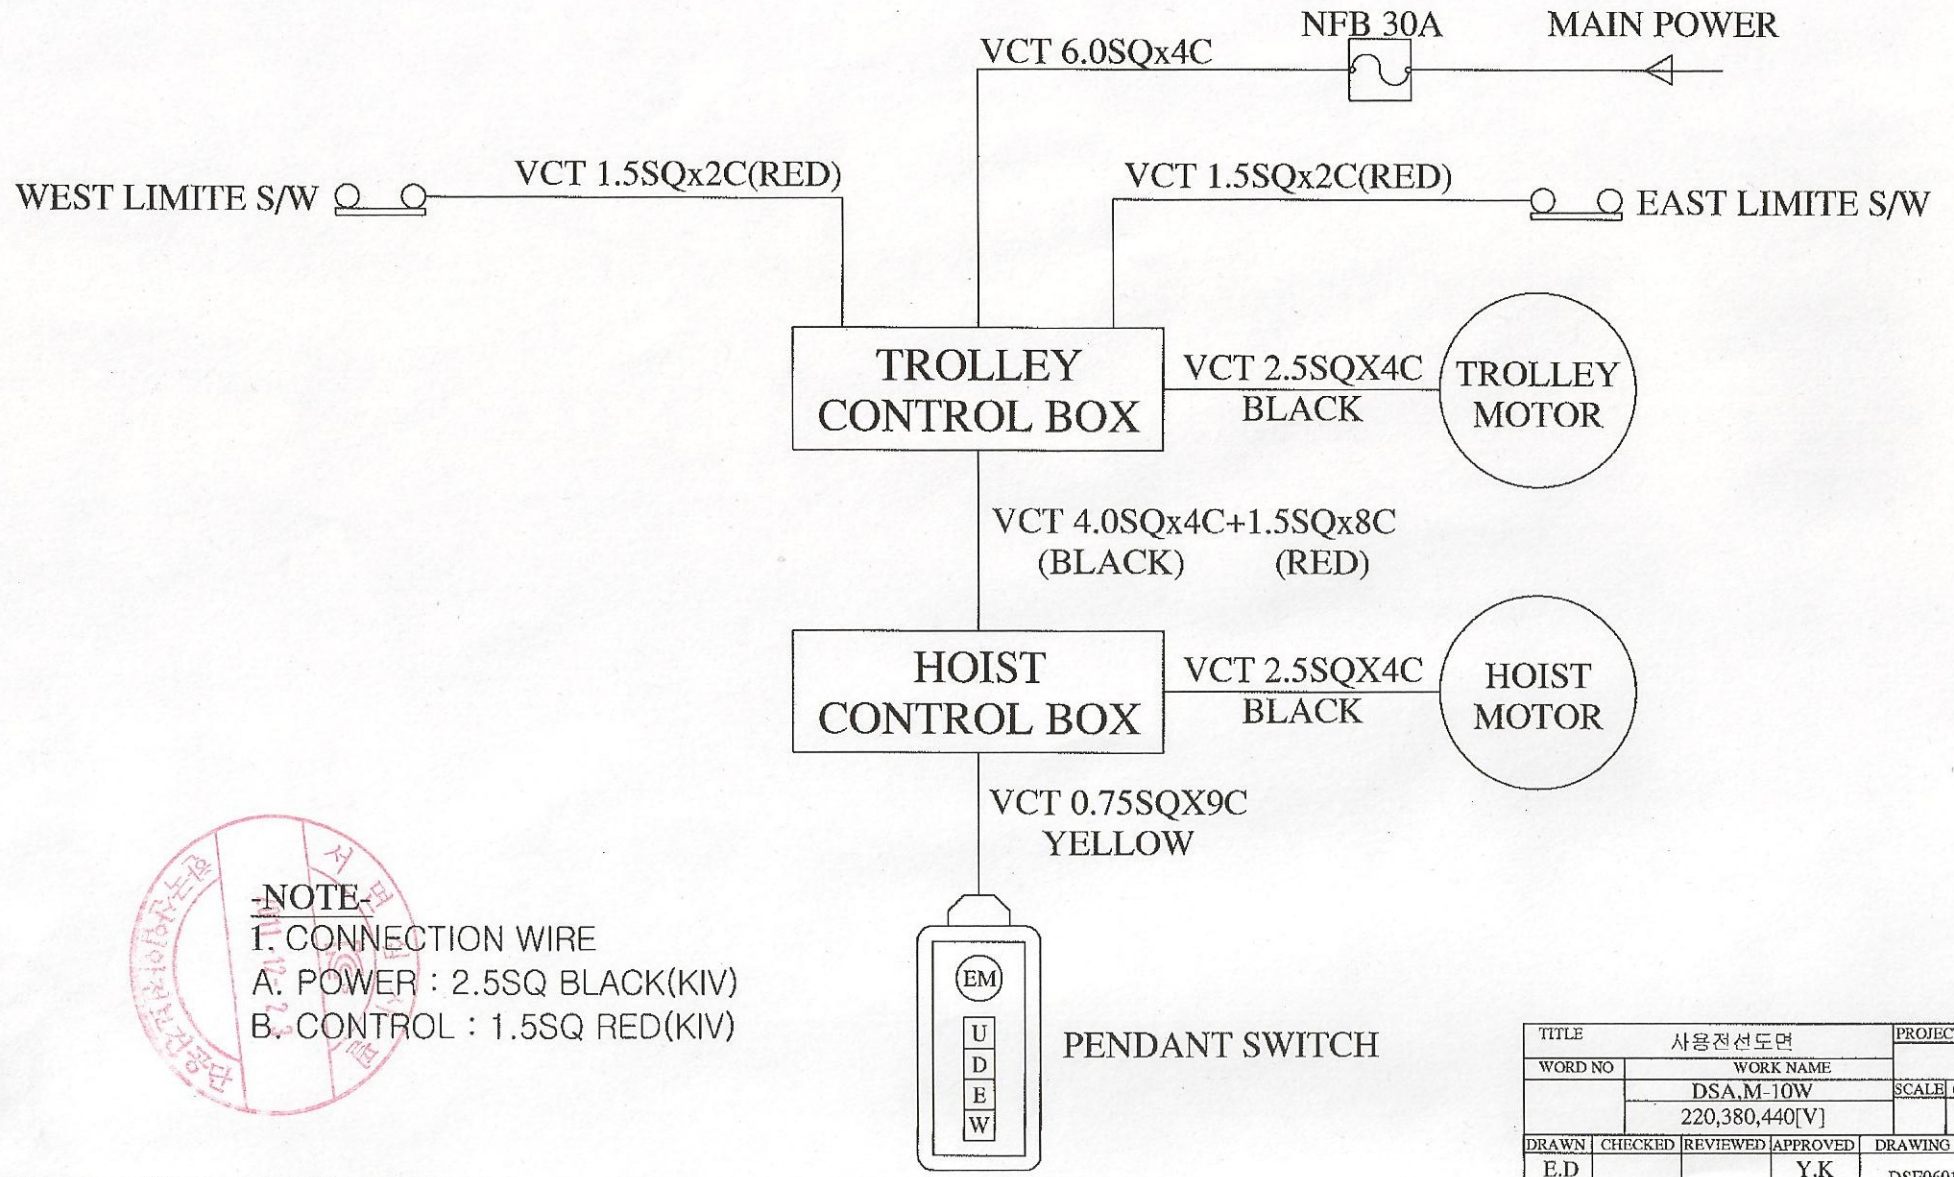 NFB 30A
MAIN POWER
VCT 6.0SQx4C
WEST LIMITE S/W
VCT 1.5SQx2C(RED)
VCT 1.5SQx2C(RED)
EAST LIMITE S/W
TROLLEY
CONTROL BOX
VCT 2.5SQX4C
BLACK
TROLLEY
MOTOR
VCT 4.0SQx4C+1.5SQx8C
(BLACK) (RED)
HOIST
CONTROL BOX
VCT 2.5SQX4C
BLACK
HOIST
MOTOR
VCT 0.75SQX9C
YELLOW
-NOTE-
1. CONNECTION WIRE
A. POWER : 2.5SQ BLACK(KIV)
B. CONTROL : 1.5SQ RED(KIV)
EM
U
D
E
W
PENDANT SWITCH
TITLE
사용전선도면
WORD NO
WORK NAME
DSA,M-10W
220,380,440[V]
SCALE
DRAWN CHECKED REVIEWED APPROVED DRAWING
E.D
Y.K